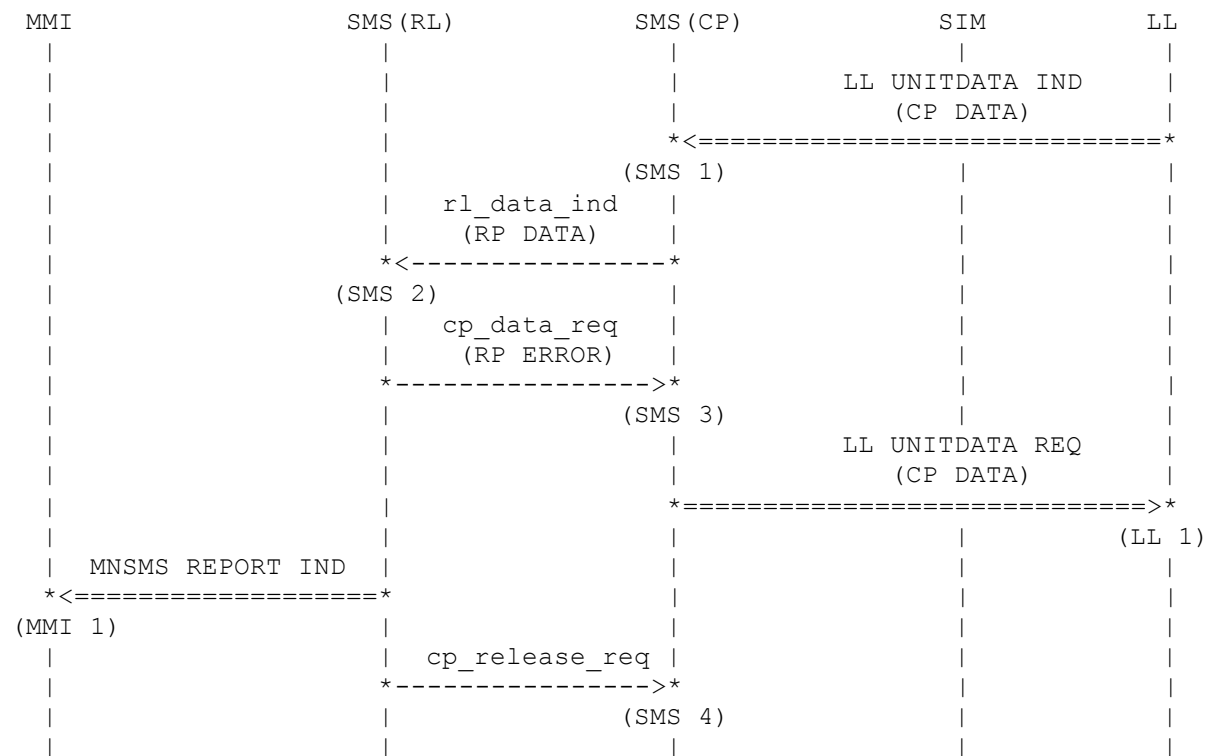 MMI SMS(RL) SMS(CP) SIM LL
LL UNITDATA IND
(CP DATA)
(SMS 1)
rl_data_ind
(RP DATA)
(SMS 2)
cp_data_req
(RP ERROR)
(SMS 3)
LL UNITDATA REQ
(CP DATA)
(LL 1)
MNSMS REPORT IND
(MMI 1)
cp_release_req
(SMS 4)